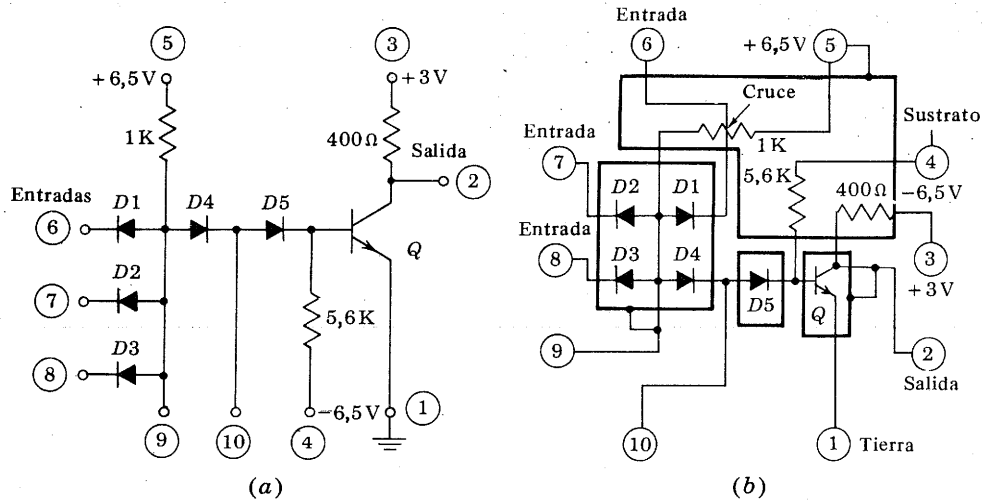 5
+6,5V
1K
3
+3V
400Ω
Salida
2
Entradas
6
D1
D4
D5
Q
7
D2
5,6K
8
D3
-6,5V
1
9
10
4
(a)
Entrada
6
+6,5V
5
Cruce
1K
Sustrato
4
Entrada
7
5,6K
400Ω
-6,5V
D2
D1
3
+3V
Entrada
8
D3
D4
D5
Q
9
2
Salida
10
1
Tierra
(b)